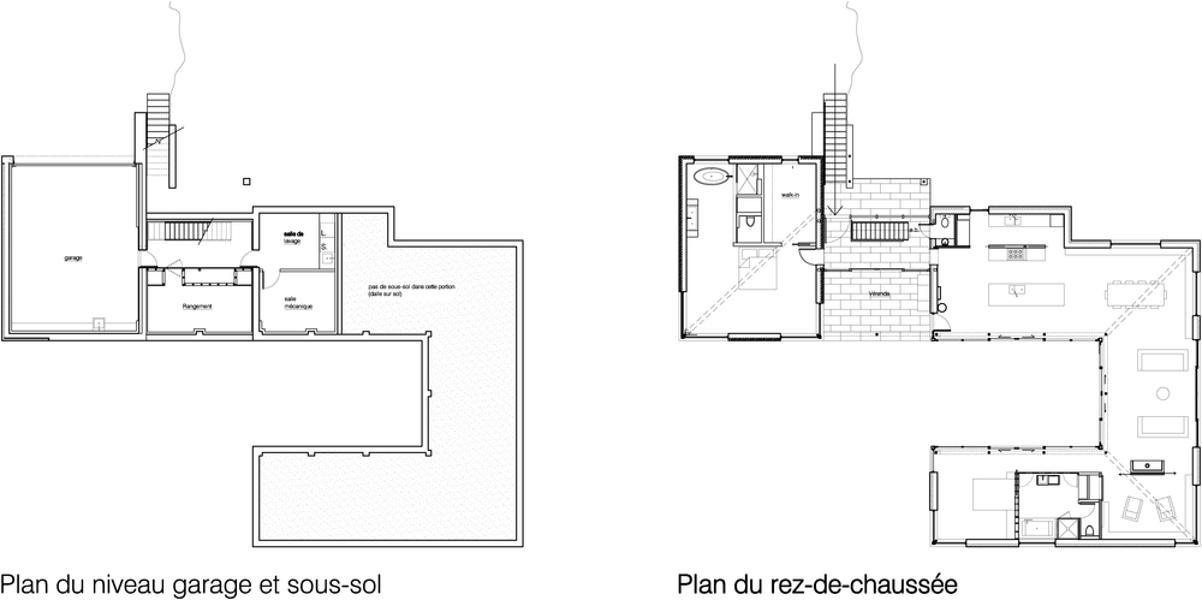 garage
Rangement
salle de
lavage
L.
S.
salle
mécanique
pas de sous-sol dans cette portion
(dalle sur sol)
walk-in
Véranda
Plan du niveau garage et sous-sol
Plan du rez-de-chaussée